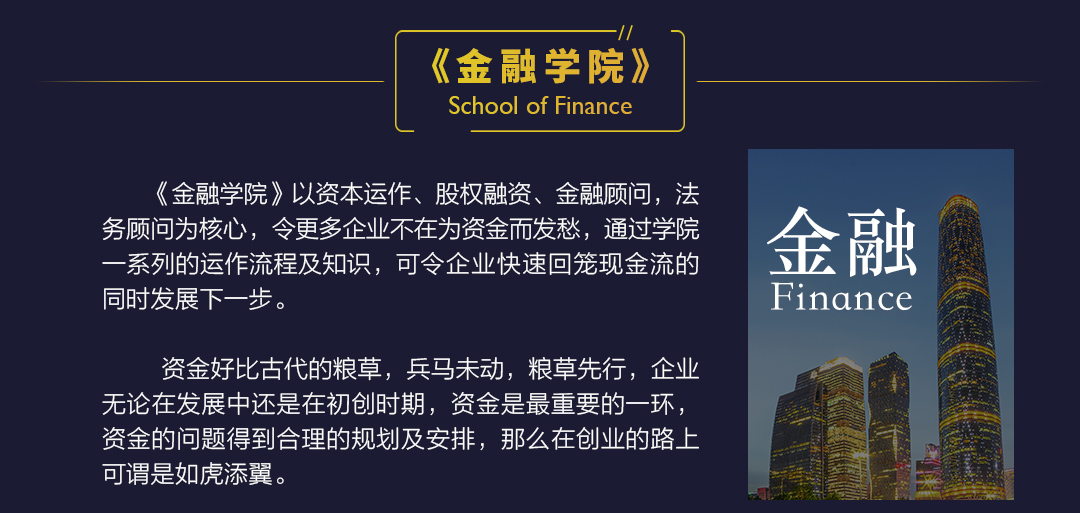 《金融学院》
School of Finance
《金融学院》以资本运作、股权融资、金融顾问，法
务顾问为核心，令更多企业不在为资金而发愁，通过学院
一系列的运作流程及知识，可令企业快速回笼现金流的
同时发展下一步。
资金好比古代的粮草，兵马未动，粮草先行，企业
无论在发展中还是在初创时期，资金是最重要的一环，
资金的问题得到合理的规划及安排，那么在创业的路上
可谓是如虎添翼。
金融
Finance